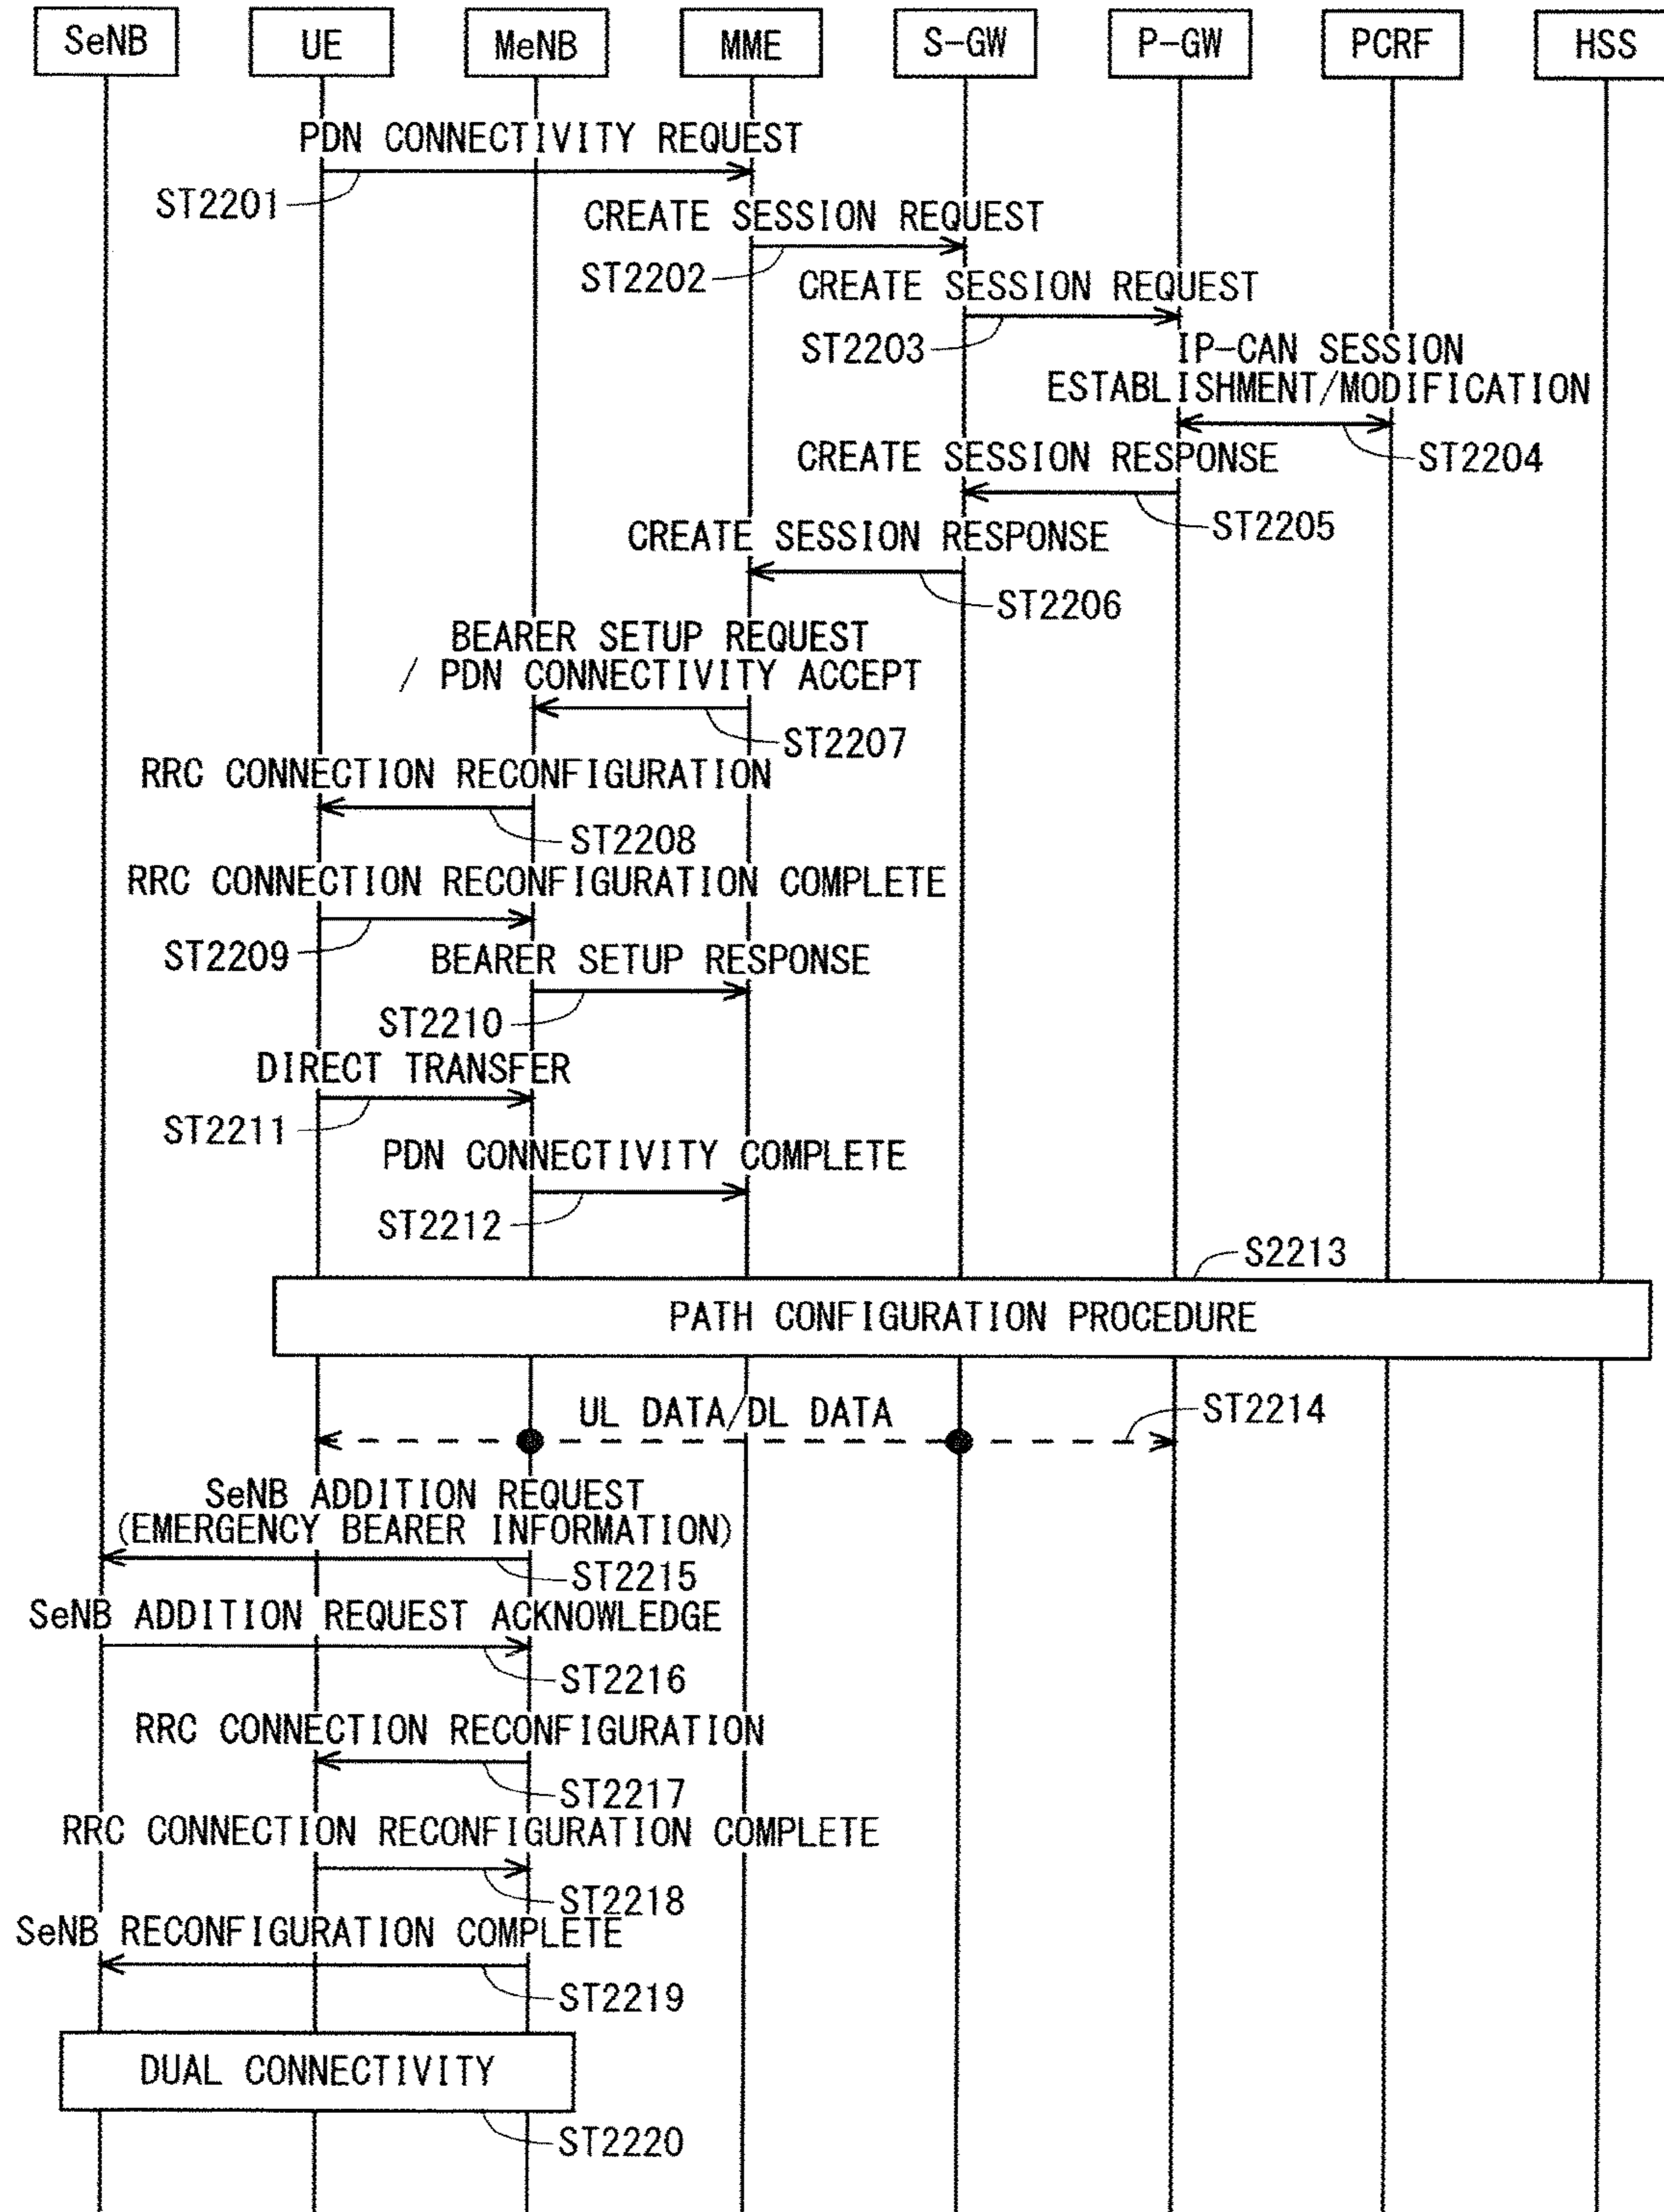 SeNB
UE
MeNB
MME
S-GW
P-GW
PCRF
HSS
PDN CONNECTIVITY REQUEST
ST2201
CREATE SESSION REQUEST
ST2202
CREATE SESSION REQUEST
ST2203
IP-CAN SESSION
ESTABLISHMENT/MODIFICATION
ST2204
CREATE SESSION RESPONSE
ST2205
CREATE SESSION RESPONSE
ST2206
BEARER SETUP REQUEST
/ PDN CONNECTIVITY ACCEPT
ST2207
RRC CONNECTION RECONFIGURATION
ST2208
RRC CONNECTION RECONFIGURATION COMPLETE
ST2209
BEARER SETUP RESPONSE
ST2210
DIRECT TRANSFER
ST2211
PDN CONNECTIVITY COMPLETE
ST2212
S2213
PATH CONFIGURATION PROCEDURE
UL DATA/DL DATA
ST2214
SeNB ADDITION REQUEST
(EMERGENCY BEARER INFORMATION)
ST2215
SeNB ADDITION REQUEST ACKNOWLEDGE
ST2216
RRC CONNECTION RECONFIGURATION
ST2217
RRC CONNECTION RECONFIGURATION COMPLETE
ST2218
SeNB RECONFIGURATION COMPLETE
ST2219
DUAL CONNECTIVITY
ST2220